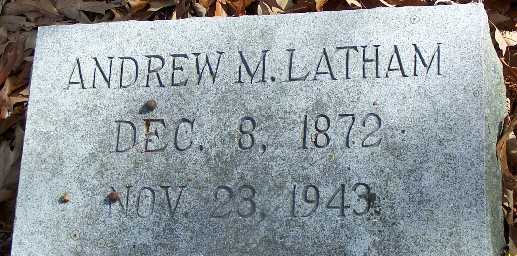 ANDREW M. LATHAM
DEC. 8, 1872
NOV. 23, 1943.